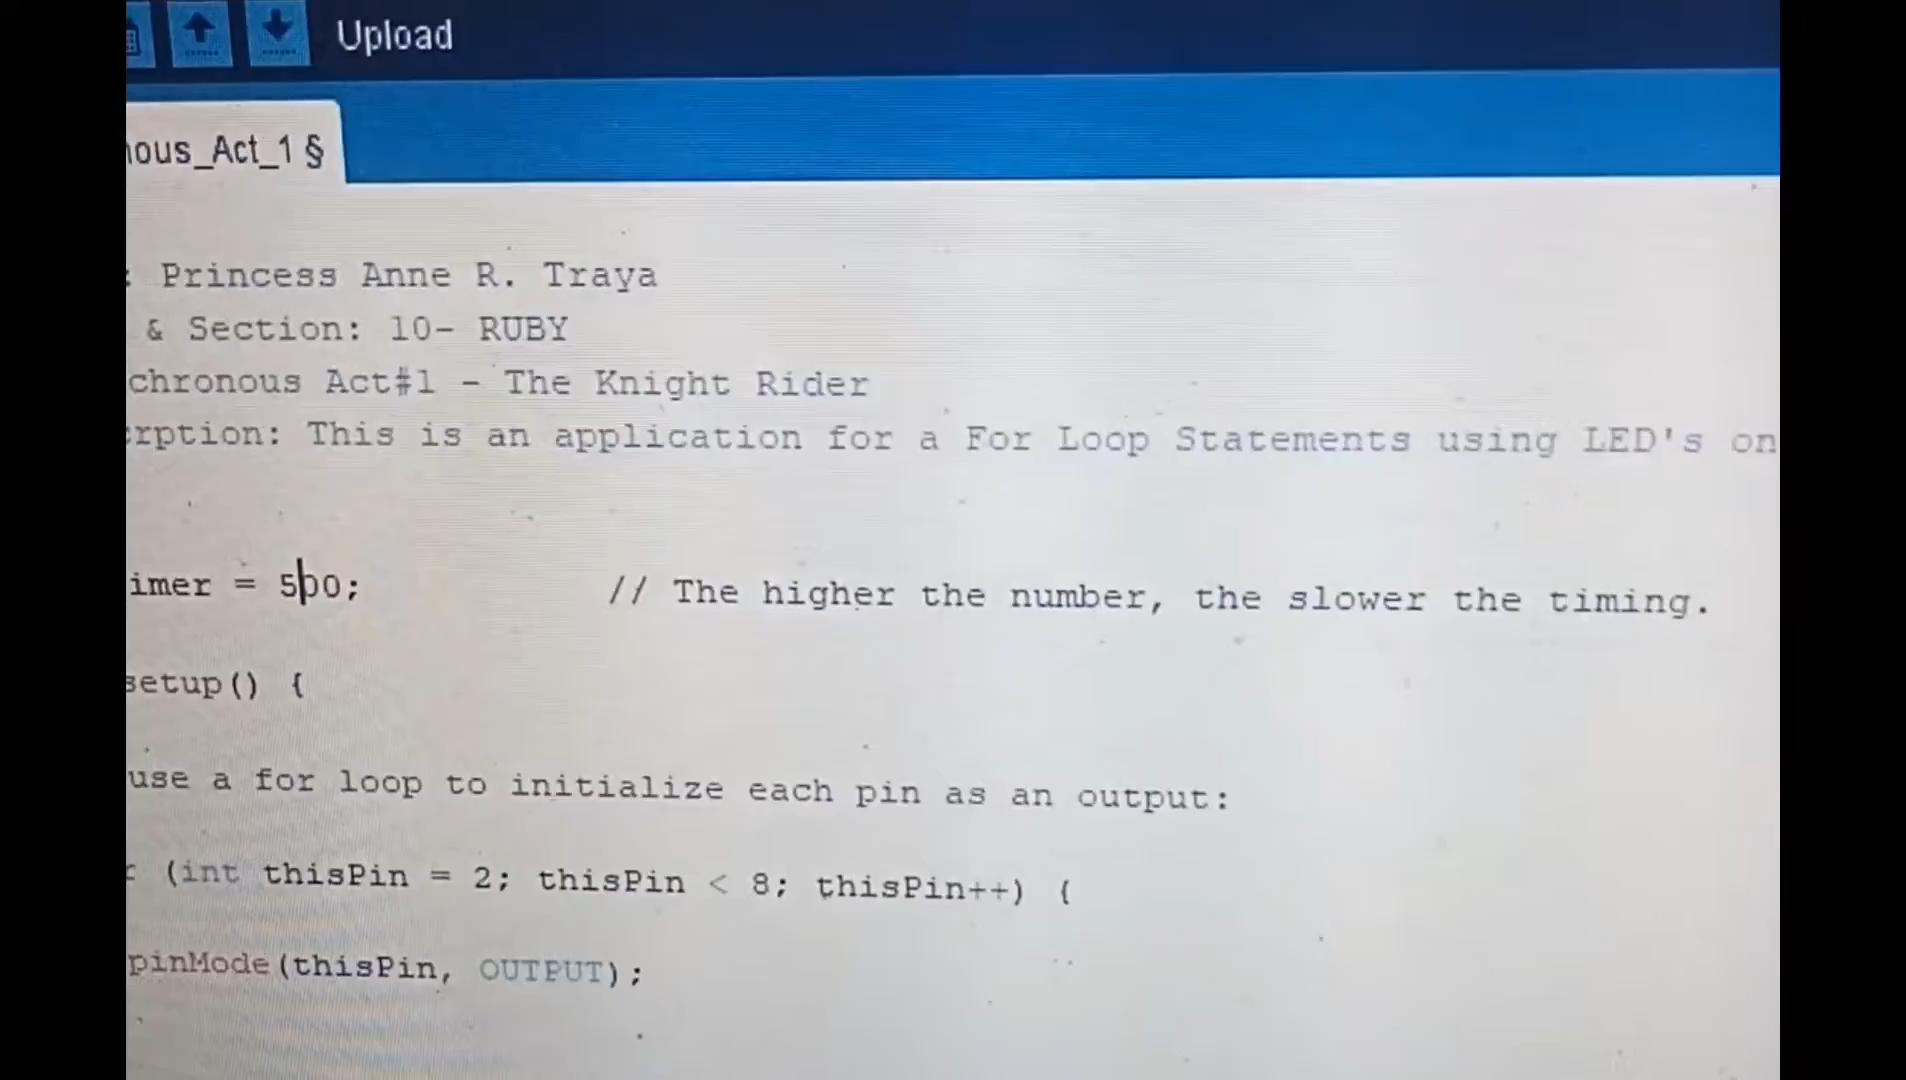 Upload
nous_Act_1 §
: Princess Anne R. Traya
& Section: 10- RUBY
chronous Act#1 - The Knight Rider
rption: This is an application for a For Loop Statements using LED's on
imer = 500; // The higher the number, the slower the timing.
setup() {
use a for loop to initialize each pin as an output:
(int thisPin = 2; thisPin < 8; thisPin++) {
pinMode(thisPin, OUTPUT);